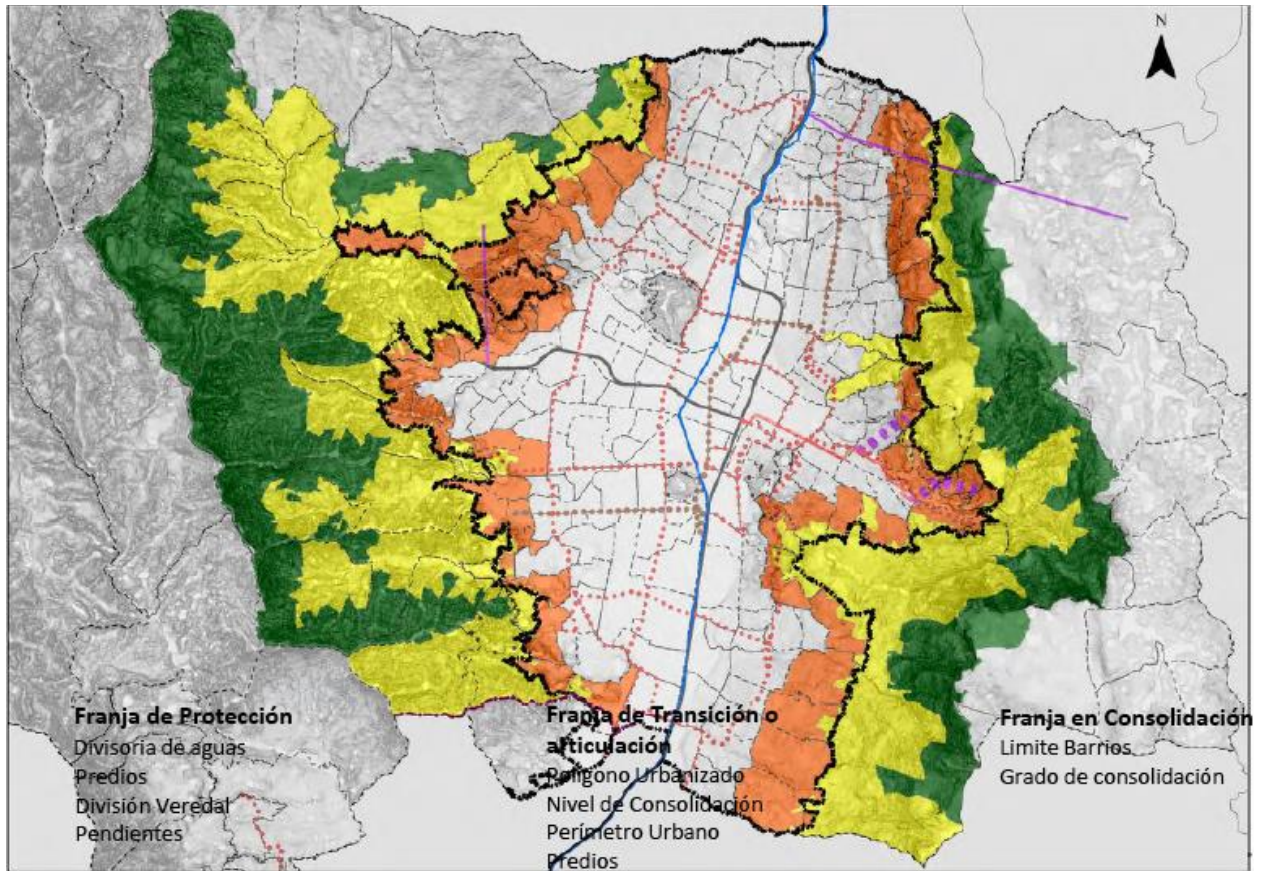 N
Franja de Protección
Divisoria de aguas
Predios
División Veredal
Pendientes
Franja de Transición o
articulación
Polígono Urbanizado
Nivel de Consolidación
Perímetro Urbano
Predios
Franja en Consolidación
Limite Barrios
Grado de consolidación